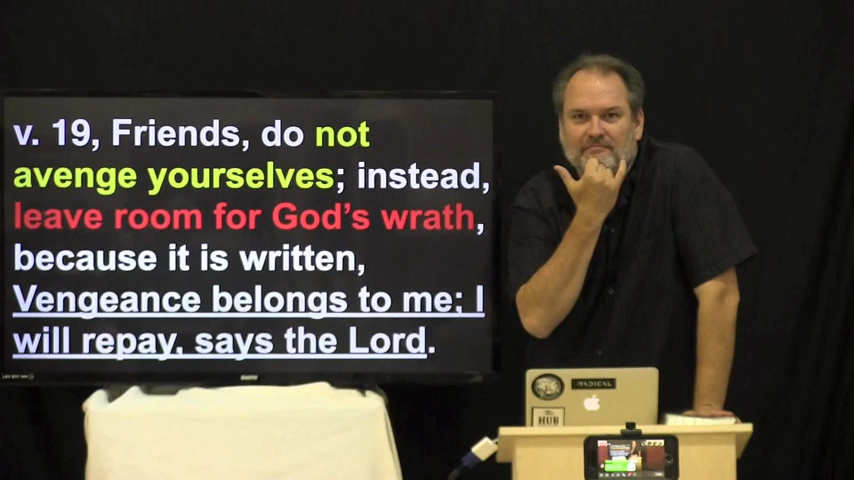 v. 19, Friends, do not
avenge yourselves; instead,
leave room for God's wrath,
because it is written,
Vengeance belongs to me; I
will repay, says the Lord.
RADICAL
HUB